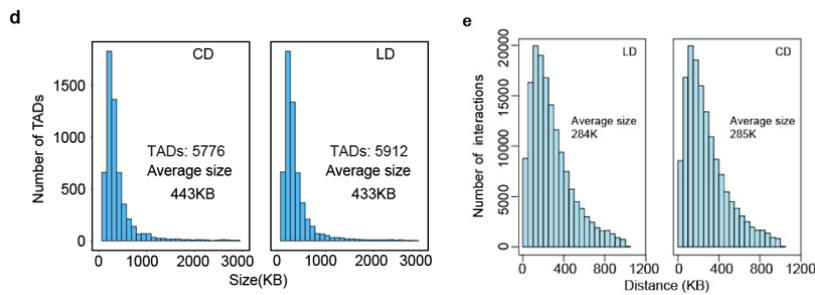 d
CD
LD
Number of TADs
1500
1000
500
0
TADs: 5776
Average size
443KB
TADs: 5912
Average size
433KB
0
1000
2000
3000
0
1000
2000
3000
Size(KB)
e
LD
CD
Number of interactions
20000
15000
10000
5000
0
Average size
284K
Average size
285K
0
400
800
1200
0
400
800
1200
Distance (KB)